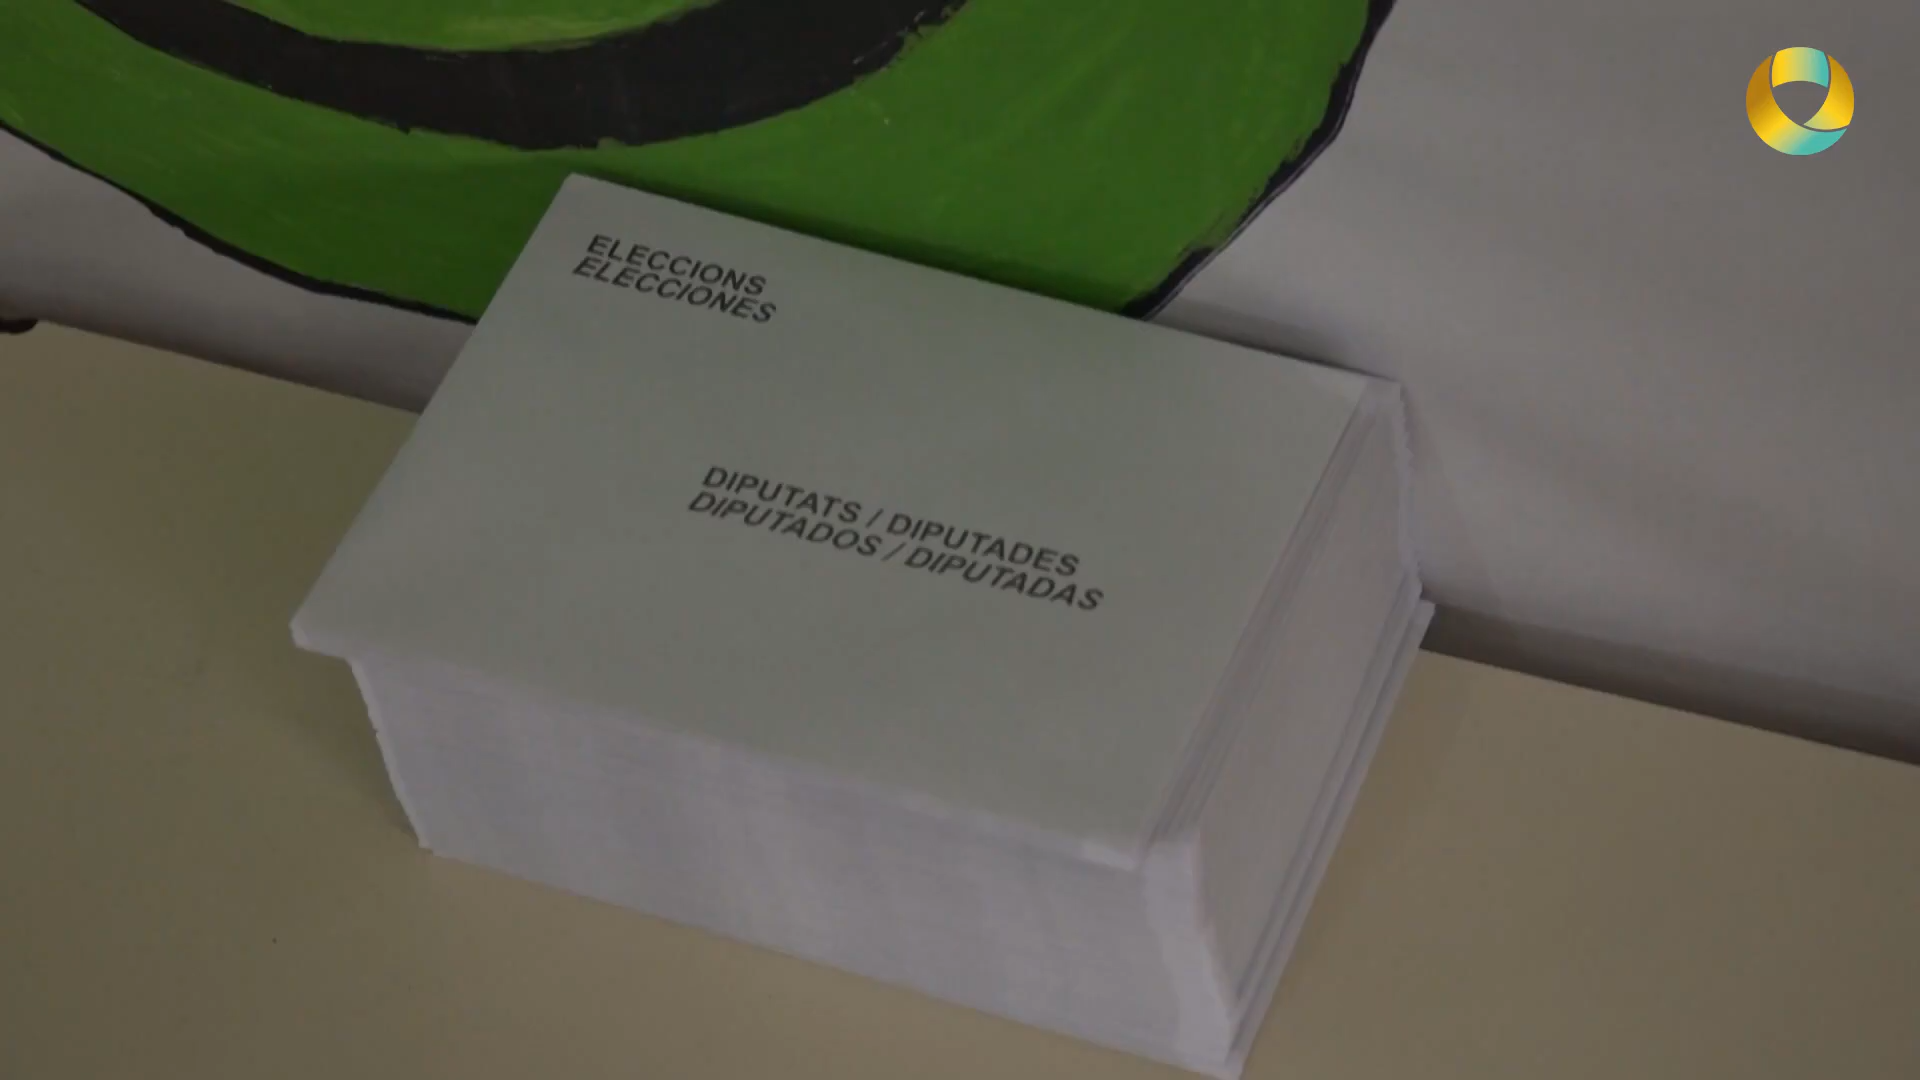 ELECCIONS
ELECCIONES
DIPUTATS / DIPUTADES
DIPUTADOS / DIPUTADAS